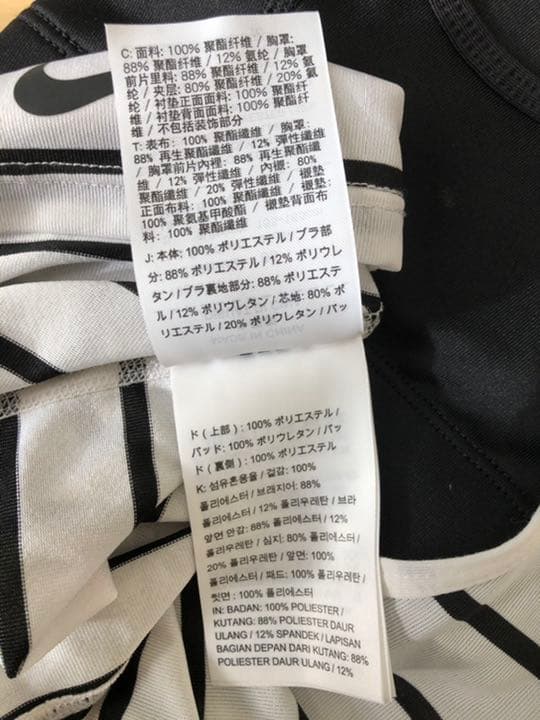 C: 面料: 100% 聚酯纤维 / 胸罩:
88% 聚酯纤维 / 12% 氨纶 / 胸罩
前片里料: 88% 聚酯纤维 / 12% 氨
纶 / 夹层: 80% 聚酯纤维 / 20% 氨
纶 / 衬垫正面面料: 100% 聚酯纤
维 / 衬垫背面面料: 100% 聚酯纤
维 / 不包括装饰部分
T: 表布: 100% 聚酯纖維 / 胸罩:
88% 再生聚酯纖維 / 12% 彈性纖維
/ 胸罩前片內裡: 88% 再生聚酯纖
維 / 12% 彈性纖維 / 內襯: 80%
聚酯纖維 / 20% 彈性纖維 / 襯墊:
正面布料: 100% 聚酯纖維 / 襯墊:
100% 聚氨基甲酸酯 / 襯墊背面布
料: 100% 聚酯纖維
J: 本体: 100% ポリエステル / ブラ部
分: 88% ポリエステル / 12% ポリウレ
タン / ブラ裏地部分: 88% ポリエステ
ル / 12% ポリウレタン / 芯地: 80% ポ
リエステル / 20% ポリウレタン / パッ
MADE IN CHINA
ド ( 上部 ) : 100% ポリエステル /
パッド: 100% ポリウレタン / パッ
ド ( 裏側 ) : 100% ポリエステル
K: 섬유혼용율 / 겉감: 100%
폴리에스터 / 브래지어: 88%
폴리에스터 / 12% 폴리우레탄 / 브라
앞면 안감: 88% 폴리에스터 / 12%
폴리우레탄 / 심지: 80% 폴리에스터 /
20% 폴리우레탄 / 앞면: 100%
폴리에스터 / 패드: 100% 폴리우레탄 /
뒷면 : 100% 폴리에스터
IN: BADAN: 100% POLIESTER /
KUTANG: 88% POLIESTER DAUR
ULANG / 12% SPANDEK / LAPISAN
BAGIAN DEPAN DARI KUTANG: 88%
POLIESTER DAUR ULANG / 12%